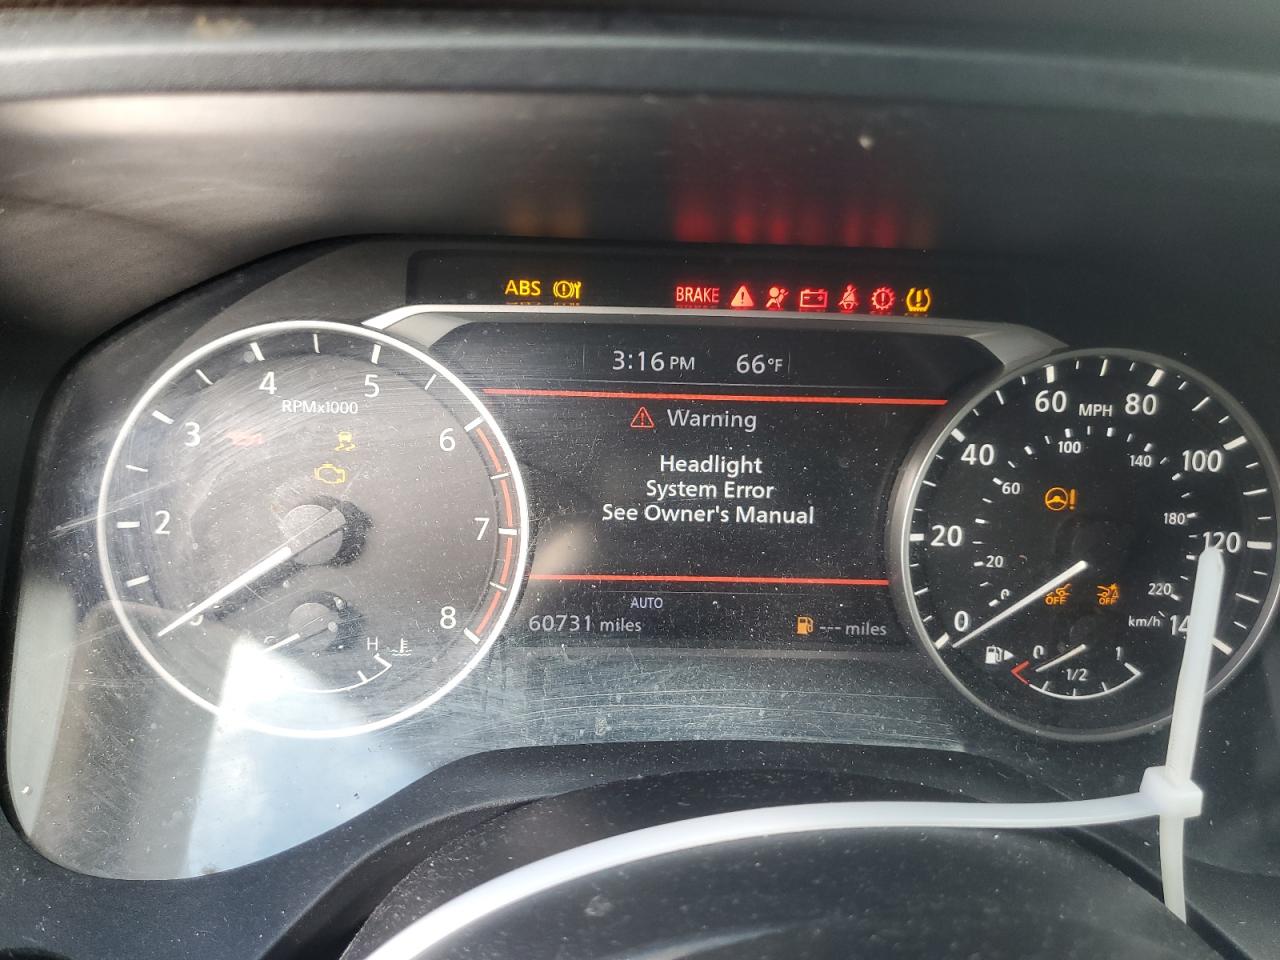 ABS
BRAKE
3:16 PM 66°F
Warning
Headlight
System Error
See Owner's Manual
AUTO
60731 miles
--- miles
4 5
RPMx1000
3 6
2 7
8
H
60 MPH 80
100 140
40 100
60
180
20 120
20
220
0 OFF OFF
0 km/h
0 1
1/2